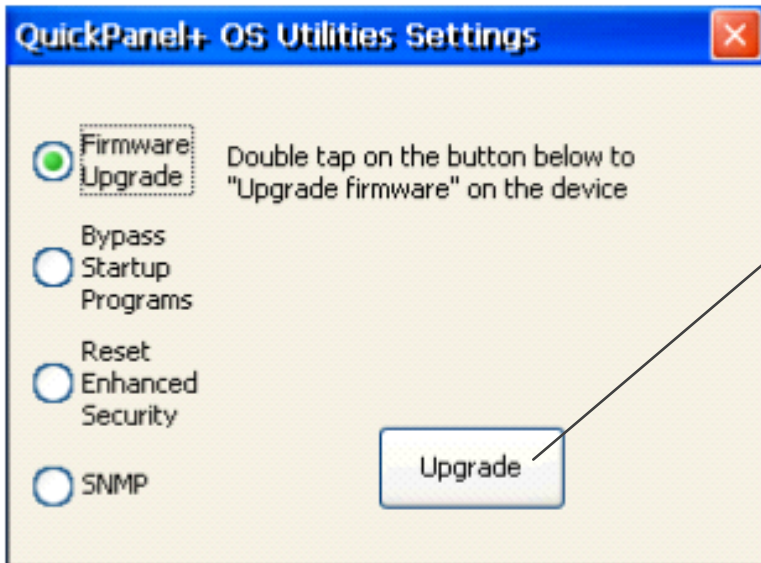 QuickPanel+ OS Utilities Settings
Firmware
Upgrade
Double tap on the button below to
"Upgrade firmware" on the device
Bypass
Startup
Programs
Reset
Enhanced
Security
SNMP
Upgrade